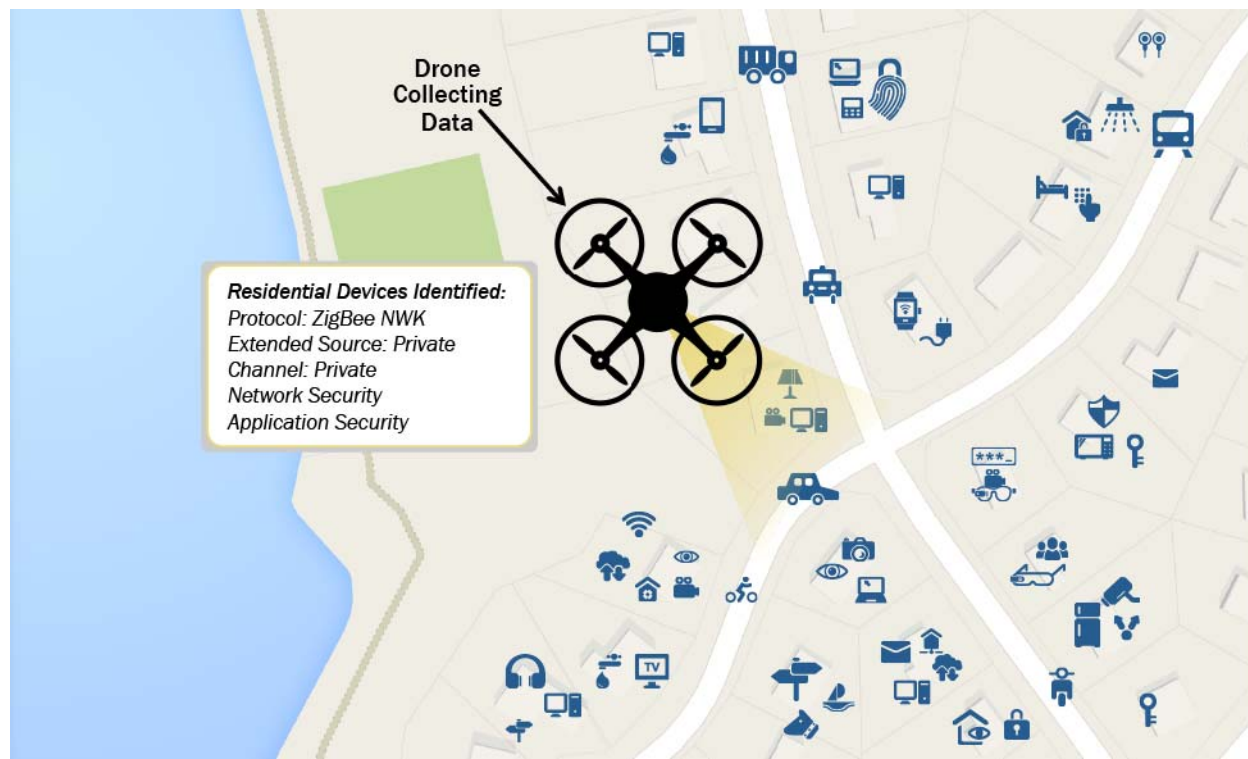 Drone
Collecting
Data
Residential Devices Identified:
Protocol: ZigBee NWK
Extended Source: Private
Channel: Private
Network Security
Application Security
***_
TV